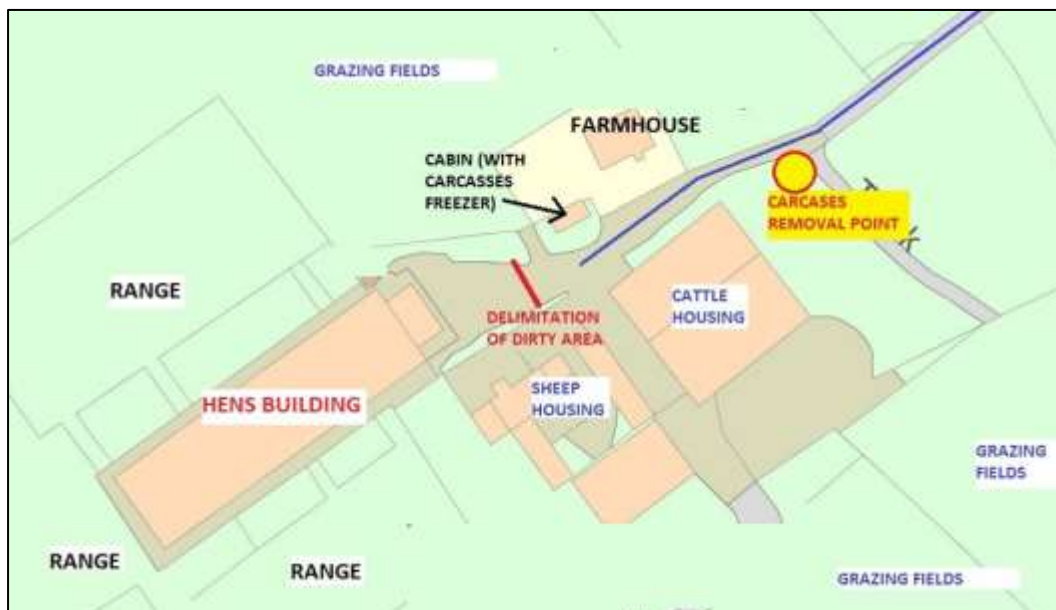 GRAZING FIELDS
FARMHOUSE
CABIN (WITH
CARCASSES
FREEZER)
CARCASES
REMOVAL POINT
RANGE
CATTLE
HOUSING
DELIMITATION
OF DIRTY AREA
HENS BUILDING
SHEEP
HOUSING
GRAZING
FIELDS
RANGE
RANGE
GRAZING FIELDS